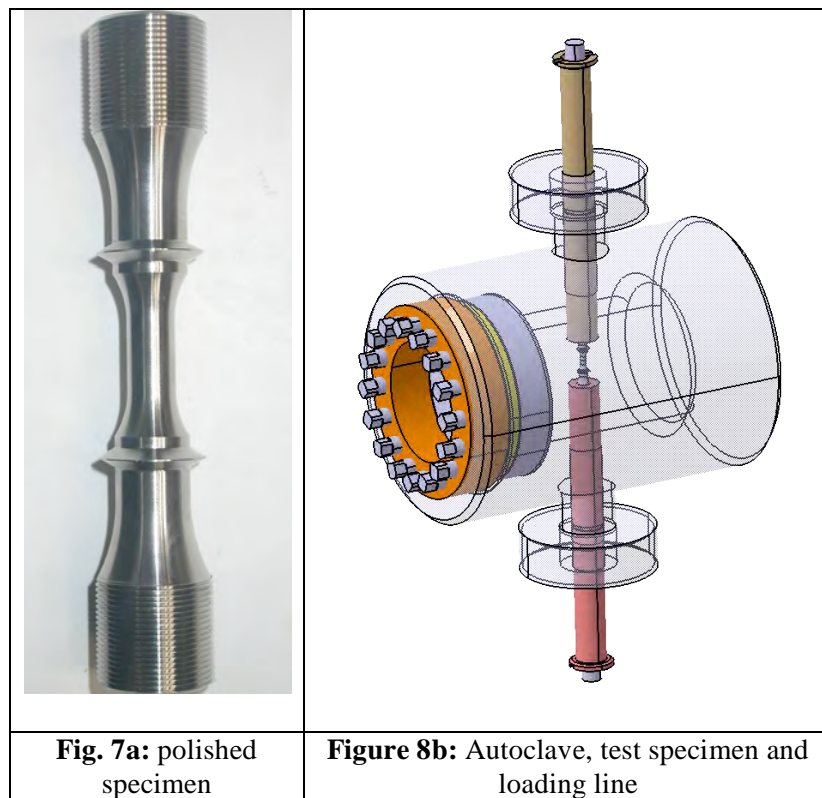 Fig. 7a: polished
specimen
Figure 8b: Autoclave, test specimen and
loading line